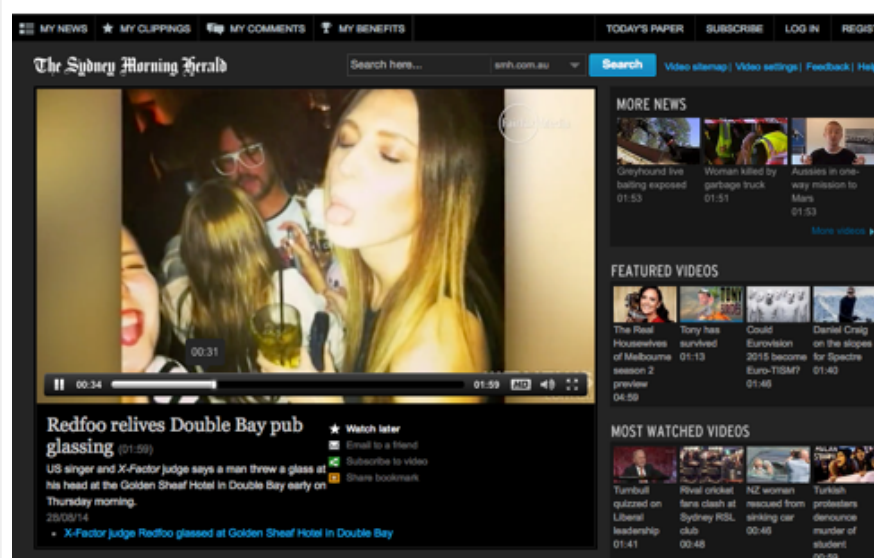 MY NEWS MY CLIPPINGS MY COMMENTS MY BENEFITS TODAY'S PAPER SUBSCRIBE LOG IN REGIS
The Sydney Morning Herald
Search here... smh.com.au Search Video sitemap | Video settings | Feedback | Help
00:31
00:34 01:59 HD
Redfoo relives Double Bay pub
glassing (01:59)
US singer and X-Factor judge says a man threw a glass at
his head at the Golden Sheaf Hotel in Double Bay early on
Thursday morning.
28/08/14
X-Factor judge Redfoo glassed at Golden Sheaf Hotel in Double Bay
Watch later
Email to a friend
Subscribe to video
Share bookmark
MORE NEWS
Greyhound live
baiting exposed
01:53
Woman killed by
garbage truck
01:51
Aussies in one-
way mission to
Mars
01:53
More videos
FEATURED VIDEOS
The Real
Housewives
of Melbourne
season 2
preview
04:59
Tony has
survived
01:13
Could
Eurovision
2015 become
Euro-TISM?
01:46
Daniel Craig
on the slopes
for Spectre
01:40
MOST WATCHED VIDEOS
Turnbull
quizzed on
Liberal
leadership
01:41
Rival cricket
fans clash at
Sydney RSL
club
00:48
NZ woman
rescued from
sinking car
00:46
Turkish
protesters
denounce
murder of
student
00:59